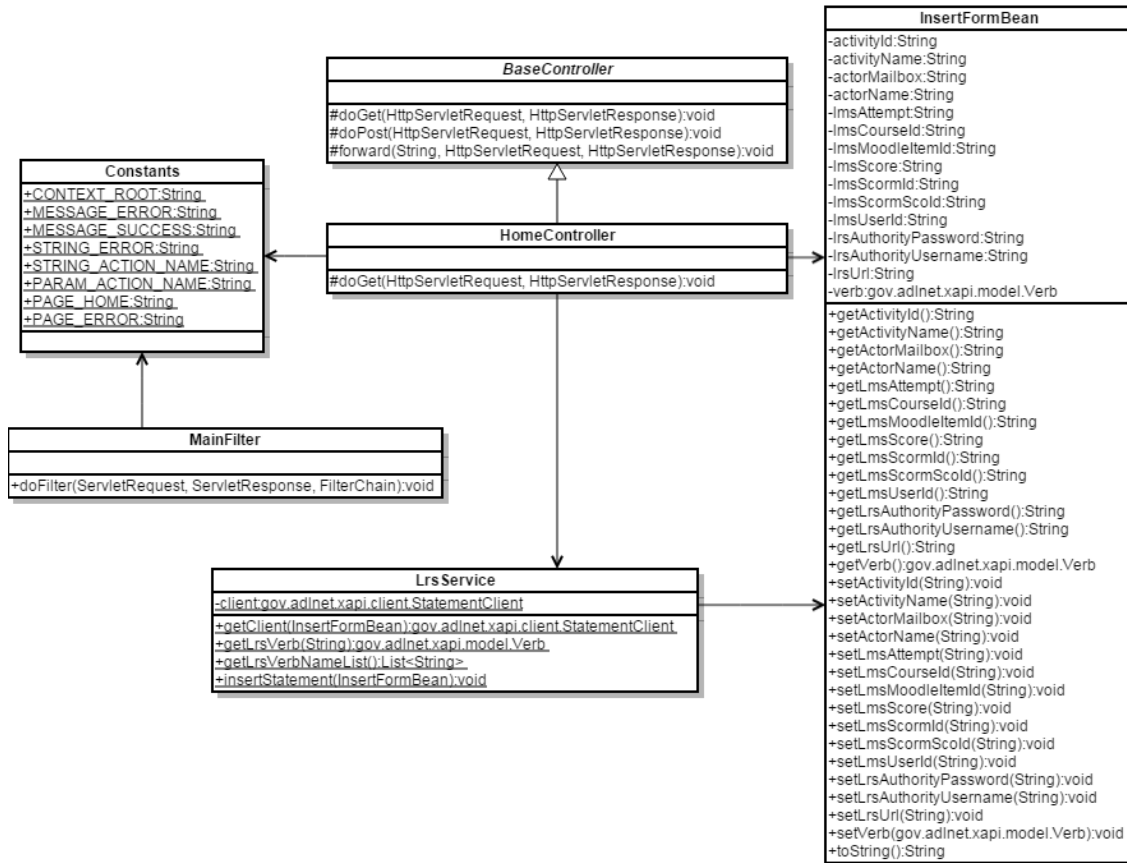 BaseController
#doGet(HttpServletRequest, HttpServletResponse):void
#doPost(HttpServletRequest, HttpServletResponse):void
#forward(String, HttpServletRequest, HttpServletResponse):void
Constants
+CONTEXT_ROOT:String
+MESSAGE_ERROR:String
+MESSAGE_SUCCESS:String
+STRING_ERROR:String
+STRING_ACTION_NAME:String
+PARAM_ACTION_NAME:String
+PAGE_HOME:String
+PAGE_ERROR:String
HomeController
#doGet(HttpServletRequest, HttpServletResponse):void
MainFilter
+doFilter(ServletRequest, ServletResponse, FilterChain):void
LrsService
-client:gov.adlnet.xapi.client.StatementClient
+getClient(InsertFormBean):gov.adlnet.xapi.client.StatementClient
+getLrsVerb(String):gov.adlnet.xapi.model.Verb
+getLrsVerbNameList():List<String>
+insertStatement(InsertFormBean):void
InsertFormBean
-activityId:String
-activityName:String
-actorMailbox:String
-actorName:String
-lmsAttempt:String
-lmsCourseId:String
-lmsMoodleItemId:String
-lmsScore:String
-lmsScormId:String
-lmsScormScoId:String
-lmsUserId:String
-lrsAuthorityPassword:String
-lrsAuthorityUsername:String
-lrsUrl:String
-verb:gov.adlnet.xapi.model.Verb
+getActivityId():String
+getActivityName():String
+getActorMailbox():String
+getActorName():String
+getLmsAttempt():String
+getLmsCourseId():String
+getLmsMoodleItemId():String
+getLmsScore():String
+getLmsScormId():String
+getLmsScormScoId():String
+getLmsUserId():String
+getLrsAuthorityPassword():String
+getLrsAuthorityUsername():String
+getLrsUrl():String
+getVerb():gov.adlnet.xapi.model.Verb
+setActivityId(String):void
+setActivityName(String):void
+setActorMailbox(String):void
+setActorName(String):void
+setLmsAttempt(String):void
+setLmsCourseId(String):void
+setLmsMoodleItemId(String):void
+setLmsScore(String):void
+setLmsScormId(String):void
+setLmsScormScoId(String):void
+setLmsUserId(String):void
+setLrsAuthorityPassword(String):void
+setLrsAuthorityUsername(String):void
+setLrsUrl(String):void
+setVerb(gov.adlnet.xapi.model.Verb):void
+toString():String